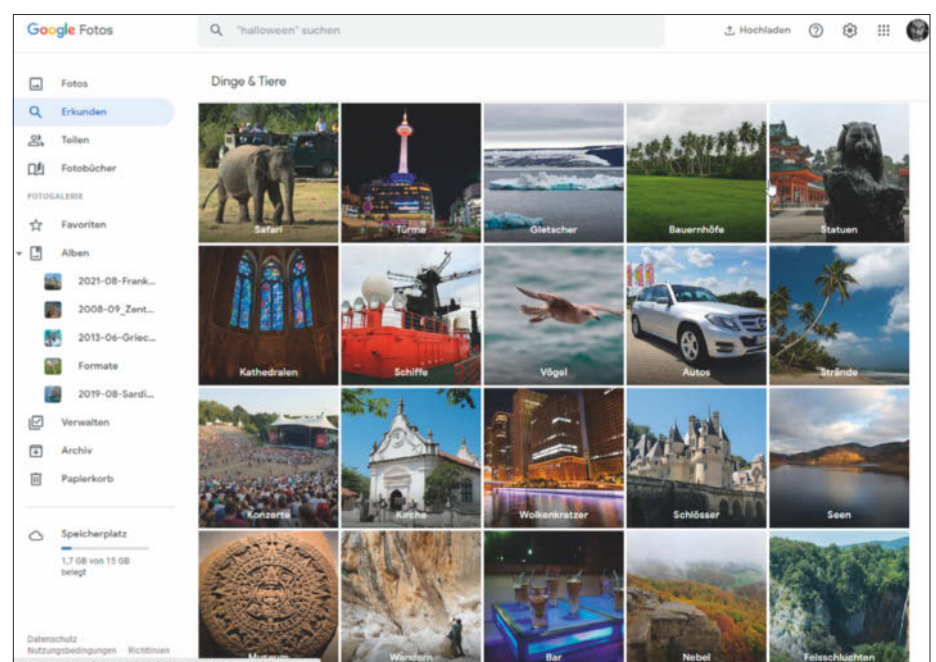 Google Fotos
"halloween" suchen
Hochladen
Fotos
Erkunden
Teilen
Fotobücher
FOTOGALERIE
Favoriten
Alben
2021-08-Frank...
2008-09_Zent...
2013-06-Griec...
Formate
2019-08-Sardi...
Verwalten
Archiv
Papierkorb
Speicherplatz
1,7 GB von 15 GB
belegt
Datenschutz ·
Nutzungsbedingungen · Richtlinien
Dinge & Tiere
Safari Türme Gletscher Bauernhöfe Statuen
Kathedralen Schiffe Vögel Autos Strände
Konzerte Kirche Wolkenkratzer Schlösser Seen
Museum Wandern Bar Nebel Felsschluchten